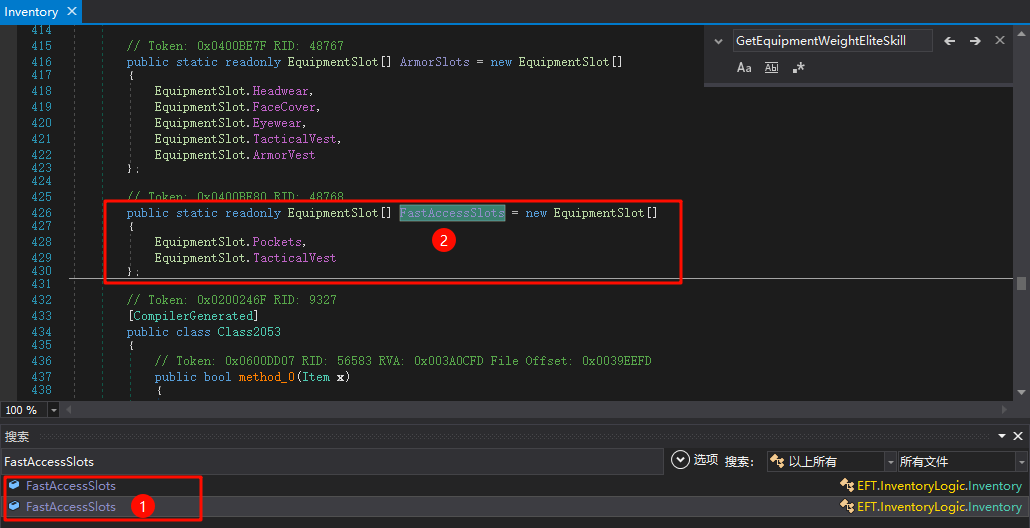 Inventory
GetEquipmentWeightEliteSkill
Aa Ab .*
414
415 // Token: 0x0400BE7F RID: 48767
416 public static readonly EquipmentSlot[] ArmorSlots = new EquipmentSlot[]
417 {
418 EquipmentSlot.Headwear,
419 EquipmentSlot.FaceCover,
420 EquipmentSlot.Eyewear,
421 EquipmentSlot.TacticalVest,
422 EquipmentSlot.ArmorVest
423 };
424
425 // Token: 0x0400BE80 RID: 48768
426 public static readonly EquipmentSlot[] FastAccessSlots = new EquipmentSlot[]
427 {
2
428 EquipmentSlot.Pockets,
429 EquipmentSlot.TacticalVest
430 };
431
432 // Token: 0x0200246F RID: 9327
433 [CompilerGenerated]
434 public class Class2053
435 {
436 // Token: 0x0600DD07 RID: 56583 RVA: 0x003A0CFD File Offset: 0x0039EEFD
437 public bool method_0(Item x)
438 {
100 %
搜索
FastAccessSlots 选项 搜索: 以上所有 所有文件
FastAccessSlots EFT.InventoryLogic.Inventory
FastAccessSlots 1 EFT.InventoryLogic.Inventory